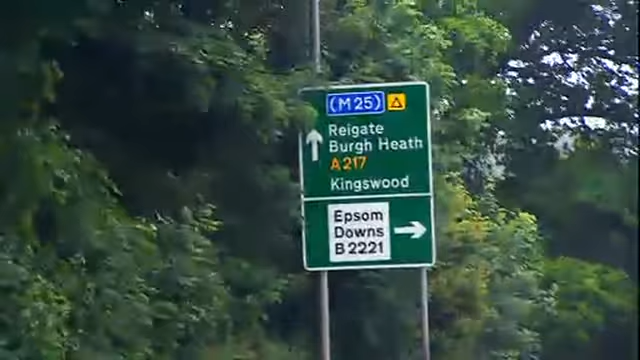 (M25)
Reigate
Burgh Heath
A217
Kingswood
Epsom
Downs
B2221